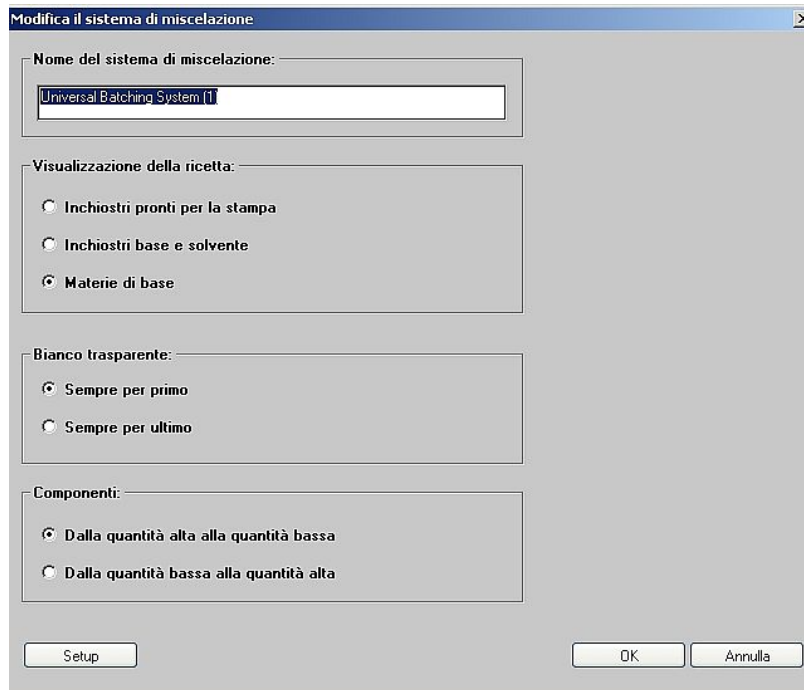 Modifica il sistema di miscelazione
Nome del sistema di miscelazione:
Universal Batching System (1)
Visualizzazione della ricetta:
Inchiostri pronti per la stampa
Inchiostri base e solvente
Materie di base
Bianco trasparente:
Sempre per primo
Sempre per ultimo
Componenti:
Dalla quantità alta alla quantità bassa
Dalla quantità bassa alla quantità alta
Setup OK Annulla